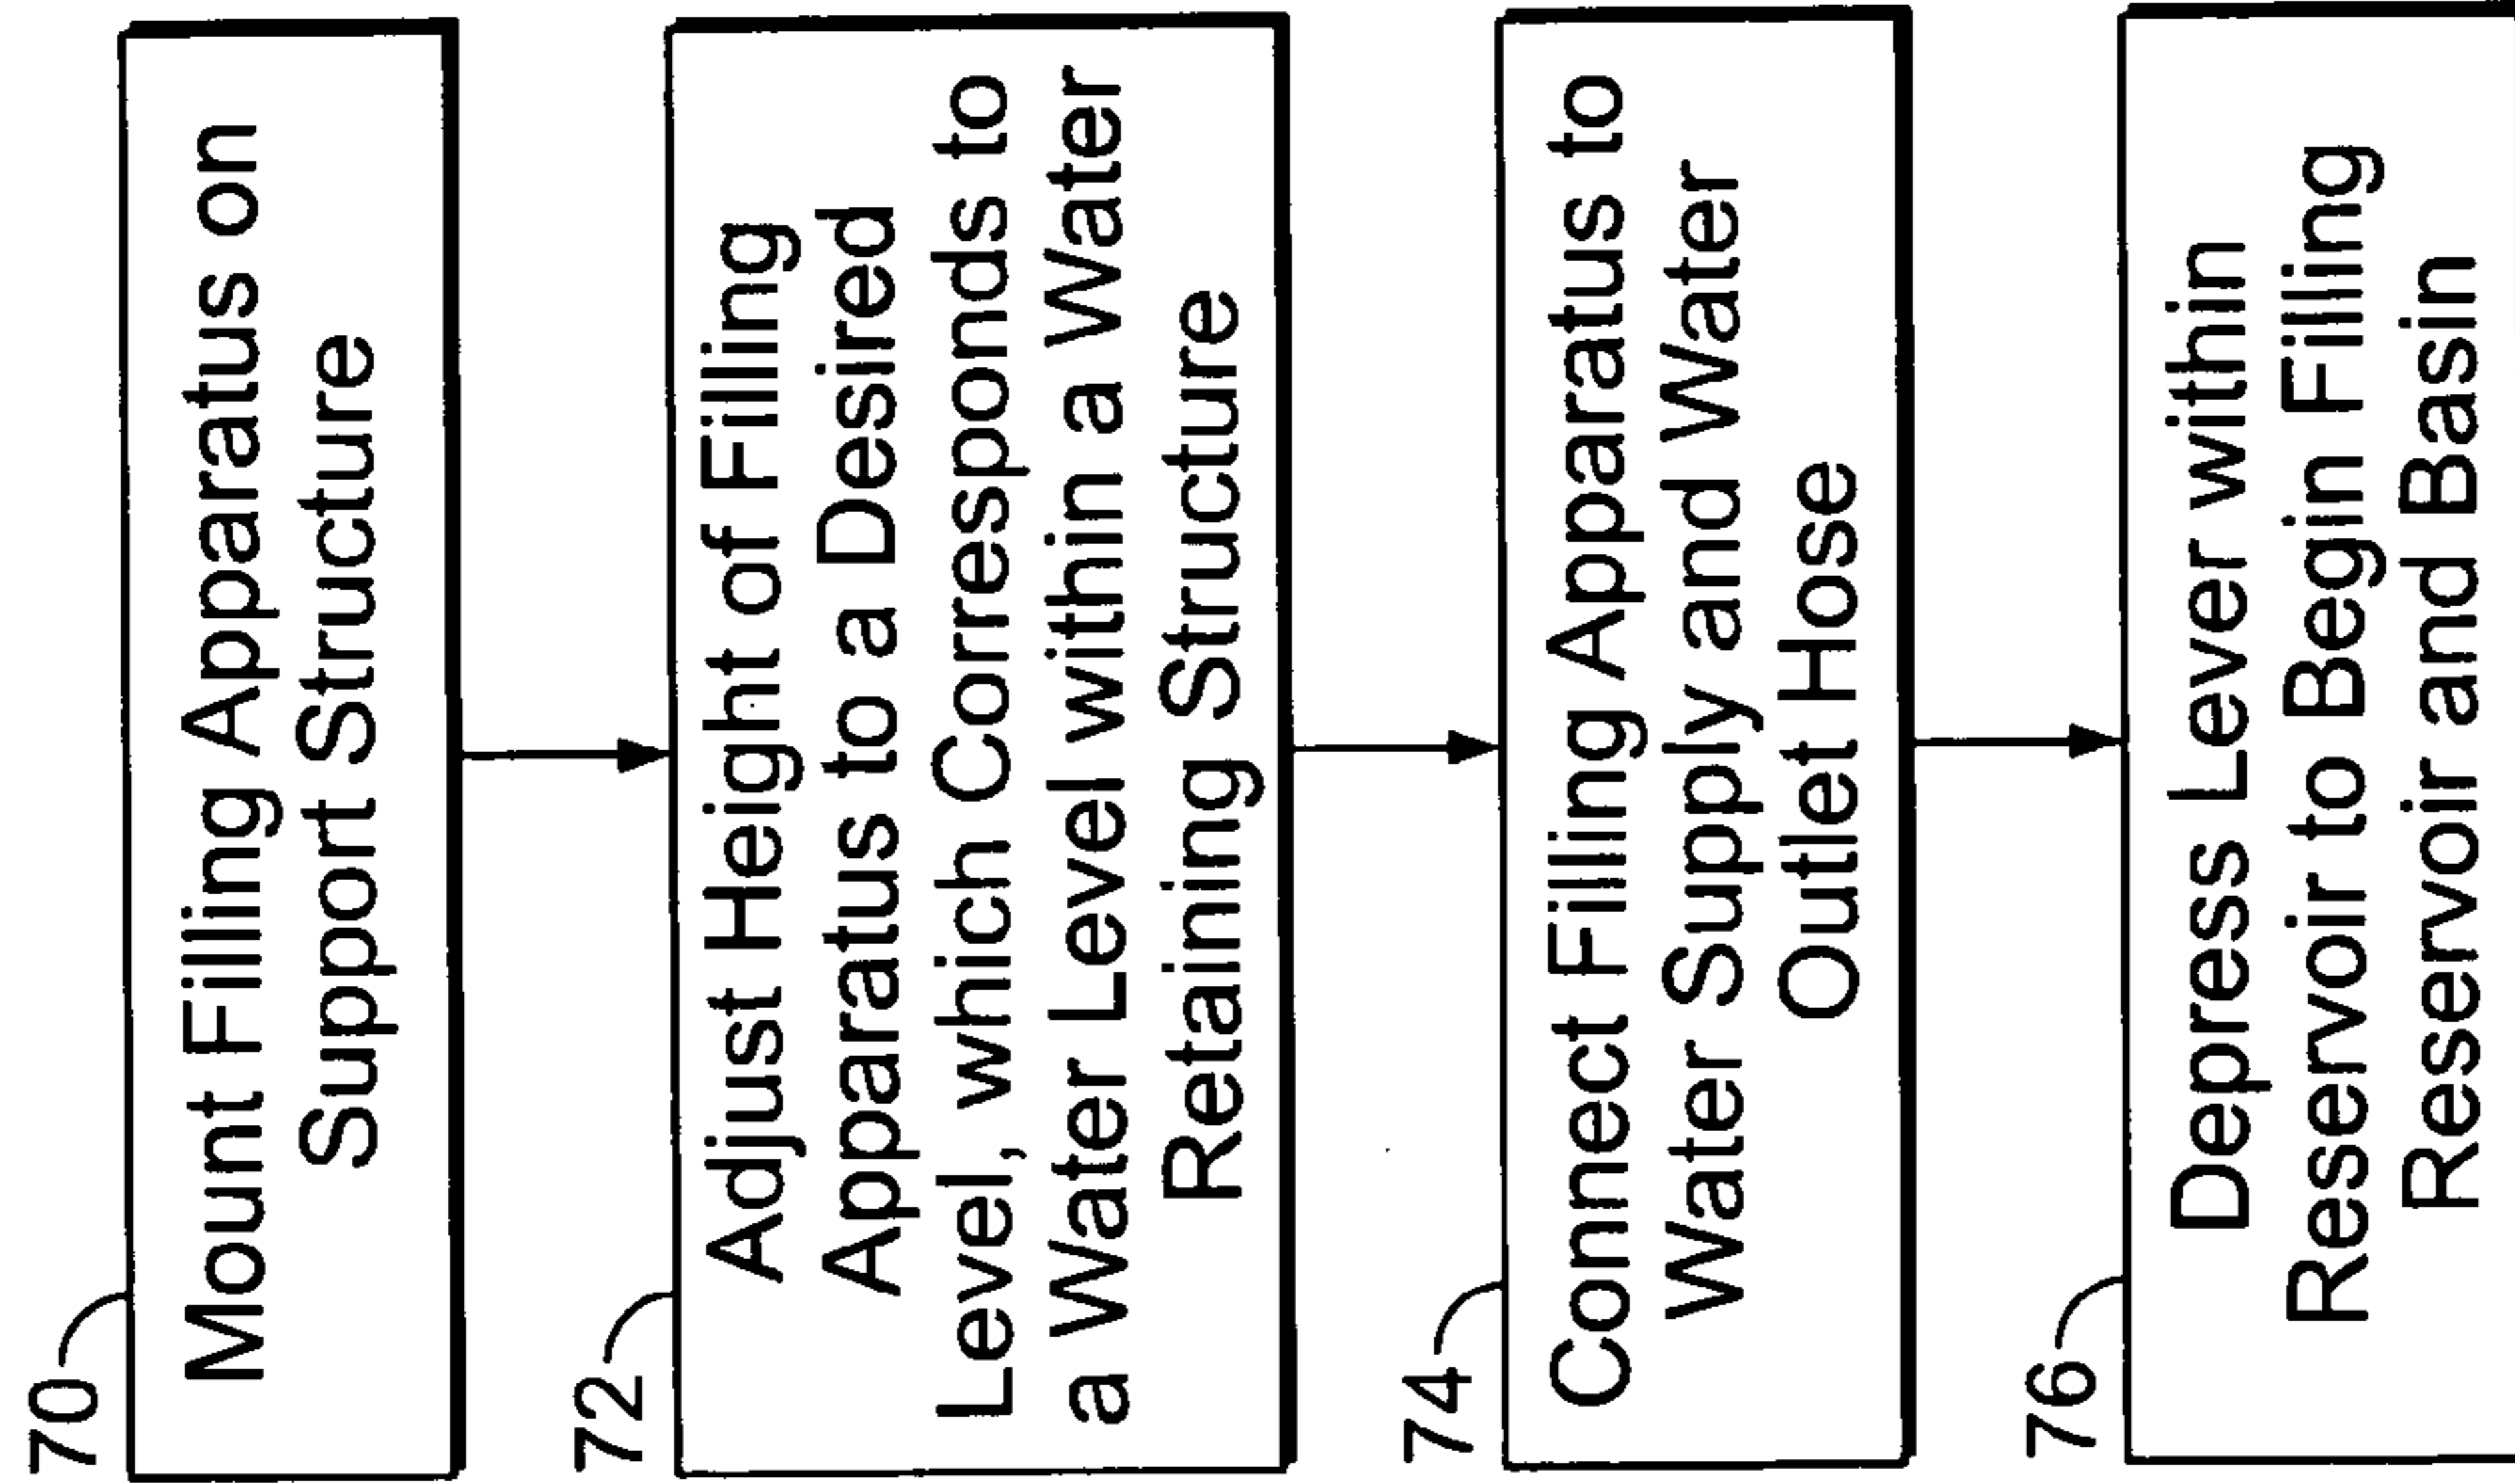 70
Mount Filling Apparatus on
Support Structure
72
Adjust Height of Filling
Apparatus to a Desired
Level, which Corresponds to
a Water Level within a Water
Retaining Structure
74
Connect Filling Apparatus to
Water Supply and Water
Outlet Hose
76
Depress Lever within
Reservoir to Begin Filling
Reservoir and Basin